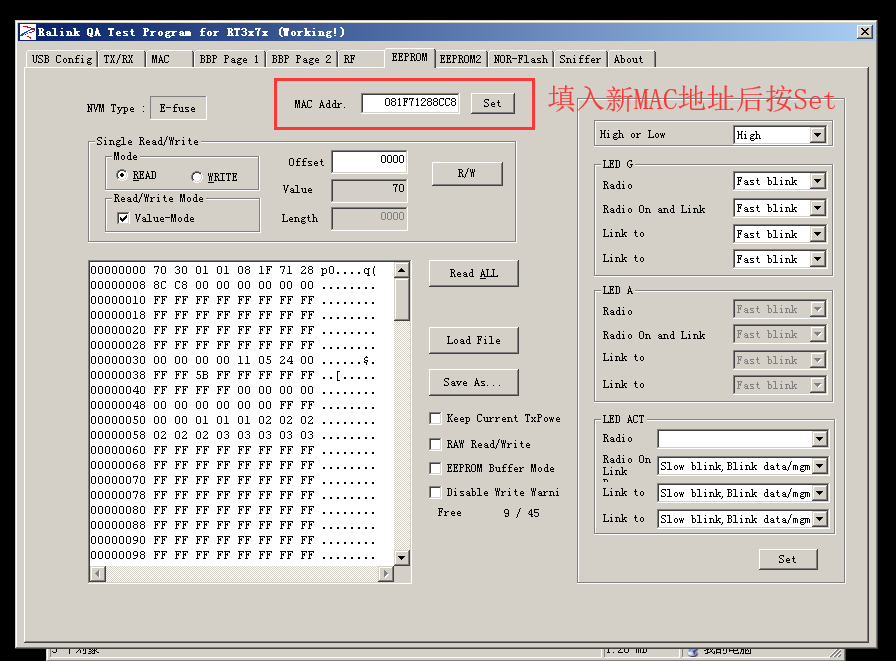 Ralink QA Test Program for RT3x7x (Working!)
USB Config TX/RX MAC BBP Page 1 BBP Page 2 RF EEPROM EEPROM2 NOR-Flash Sniffer About
NVM Type : E-fuse
MAC Addr. 081F71288CC8 Set
填入新MAC地址后按Set
Single Read/Write
Mode
READ WRITE
Read/Write Mode
Value-Mode
Offset 0000
Value 70
Length 0000
R/W
00000000 70 30 01 01 08 1F 71 28 p0....q(
00000008 8C C8 00 00 00 00 00 00 ........
00000010 FF FF FF FF FF FF FF FF ........
00000018 FF FF FF FF FF FF FF FF ........
00000020 FF FF FF FF FF FF FF FF ........
00000028 FF FF FF FF FF FF FF FF ........
00000030 00 00 00 00 11 05 24 00 ......$.
00000038 FF FF 5B FF FF FF FF FF ..[.....
00000040 FF FF FF FF 00 00 00 00 ........
00000048 00 00 00 00 00 00 FF FF ........
00000050 00 00 01 01 01 02 02 02 ........
00000058 02 02 02 03 03 03 03 03 ........
00000060 FF FF FF FF FF FF FF FF ........
00000068 FF FF FF FF FF FF FF FF ........
00000070 FF FF FF FF FF FF FF FF ........
00000078 FF FF FF FF FF FF FF FF ........
00000080 FF FF FF FF FF FF FF FF ........
00000088 FF FF FF FF FF FF FF FF ........
00000090 FF FF FF FF FF FF FF FF ........
00000098 FF FF FF FF FF FF FF FF ........
Read ALL
Load File
Save As...
Keep Current TxPowe
RAW Read/Write
EEPROM Buffer Mode
Disable Write Warni
Free 9 / 45
High or Low High
LED G
Radio Fast blink
Radio On and Link Fast blink
Link to Fast blink
Link to Fast blink
LED A
Radio Fast blink
Radio On and Link Fast blink
Link to Fast blink
Link to Fast blink
LED ACT
Radio
Radio On
Link
Slow blink,Blink data/mgm
Link to Slow blink,Blink data/mgm
Link to Slow blink,Blink data/mgm
Set
我的电脑